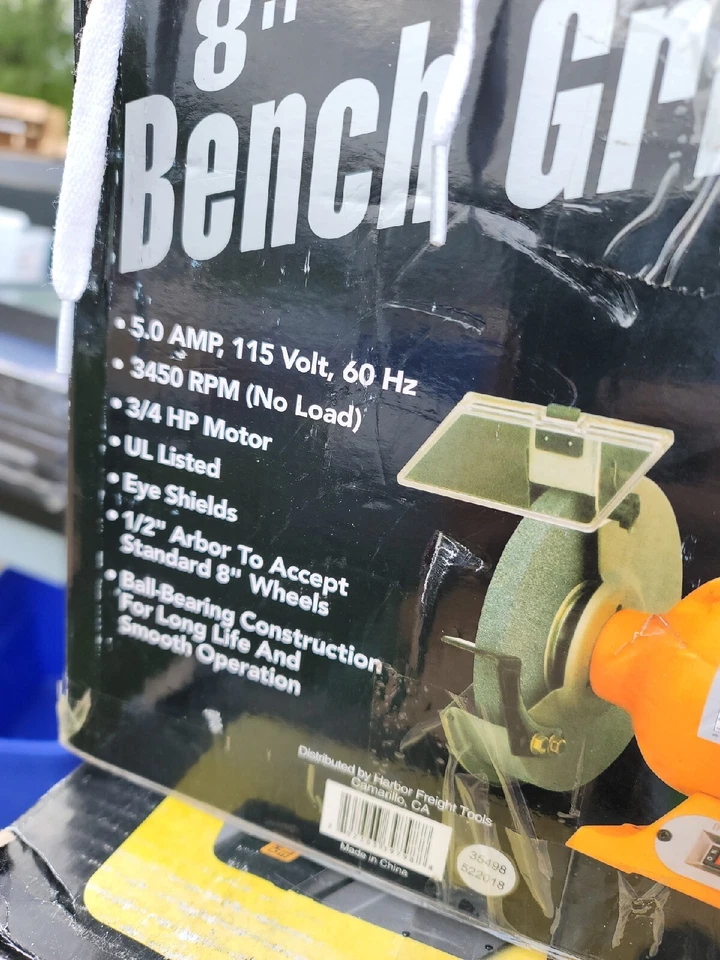 8"
Bench Gri
• 5.0 AMP, 115 Volt, 60 Hz
• 3450 RPM (No Load)
• 3/4 HP Motor
• UL Listed
• Eye Shields
• 1/2" Arbor To Accept
Standard 8" Wheels
• Ball-Bearing Construction
For Long Life And
Smooth Operation
Distributed by Harbor Freight Tools
Camarillo, CA
Made in China
35498
522018